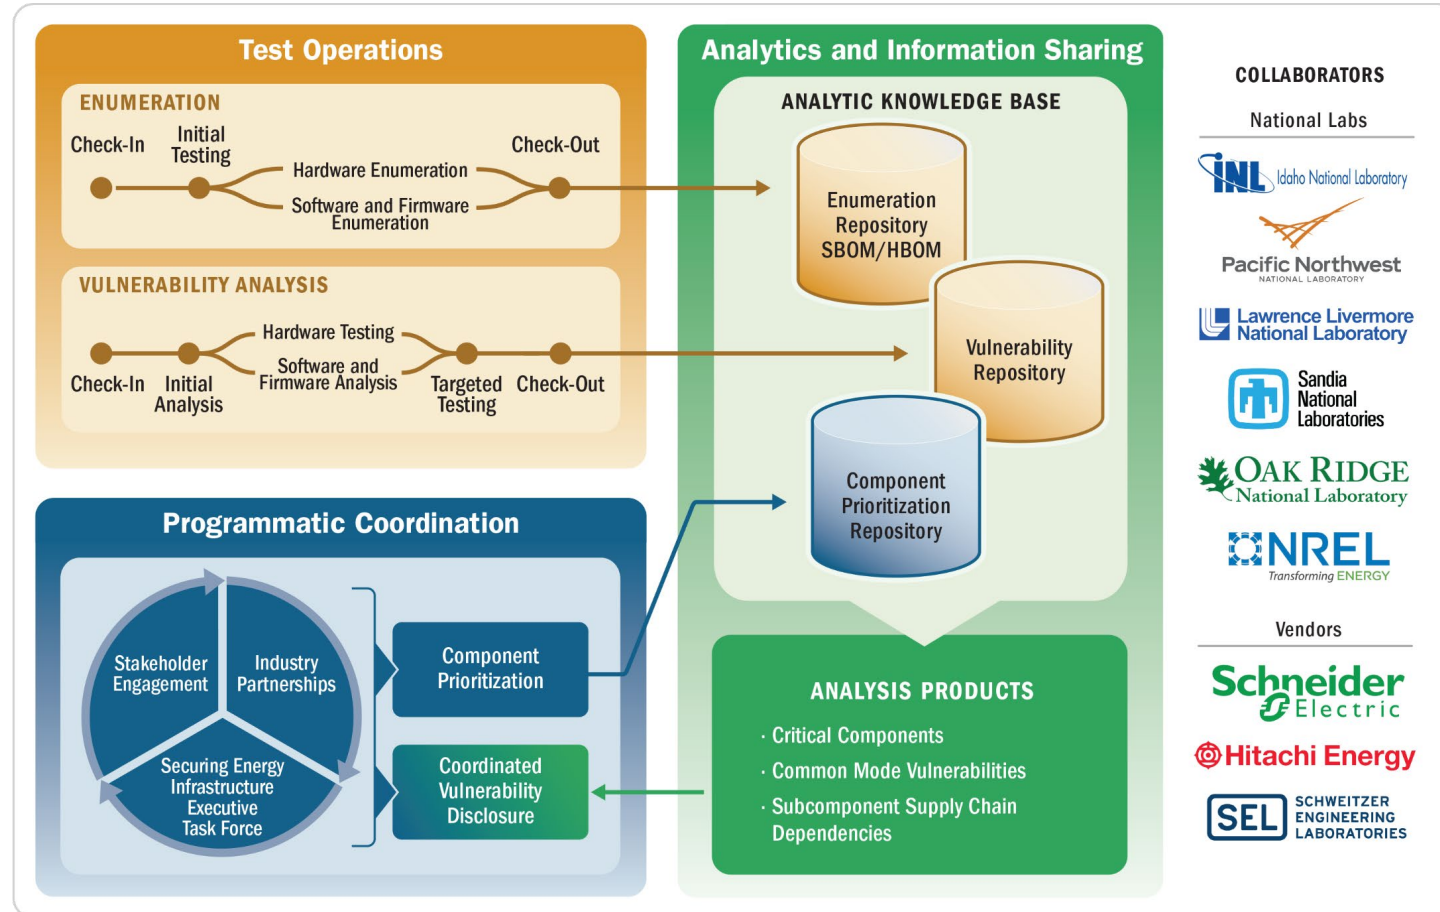 Test Operations
ENUMERATION
Check-In
Initial
Testing
Hardware Enumeration
Software and Firmware
Enumeration
Check-Out
VULNERABILITY ANALYSIS
Check-In
Initial
Analysis
Hardware Testing
Software and
Firmware Analysis
Targeted
Testing
Check-Out
Programmatic Coordination
Stakeholder
Engagement
Industry
Partnerships
Securing Energy
Infrastructure
Executive
Task Force
Component
Prioritization
Coordinated
Vulnerability
Disclosure
Analytics and Information Sharing
ANALYTIC KNOWLEDGE BASE
Enumeration
Repository
SBOM/HBOM
Vulnerability
Repository
Component
Prioritization
Repository
ANALYSIS PRODUCTS
· Critical Components
· Common Mode Vulnerabilities
· Subcomponent Supply Chain
Dependencies
COLLABORATORS
National Labs
INL Idaho National Laboratory
Pacific Northwest
NATIONAL LABORATORY
Lawrence Livermore
National Laboratory
Sandia
National
Laboratories
OAK RIDGE
National Laboratory
NREL
Transforming ENERGY
Vendors
Schneider
Electric
Hitachi Energy
SEL
SCHWEITZER
ENGINEERING
LABORATORIES